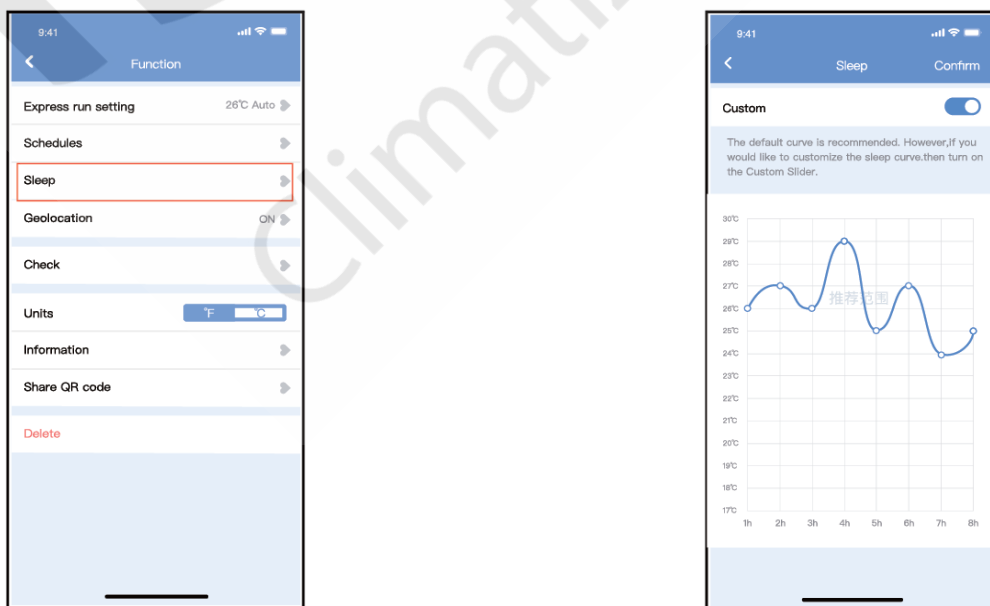 9:41
Function
Express run setting 26℃ Auto
Schedules
Sleep
Geolocation ON
Check
Units ℉ ℃
Information
Share QR code
Delete
Climati
9:41
Sleep Confirm
Custom
The default curve is recommended. However,if you
would like to customize the sleep curve.then turn on
the Custom Slider.
30℃
29℃
28℃
27℃
推荐范围
26℃
25℃
24℃
23℃
22℃
21℃
20℃
19℃
18℃
17℃
1h 2h 3h 4h 5h 6h 7h 8h